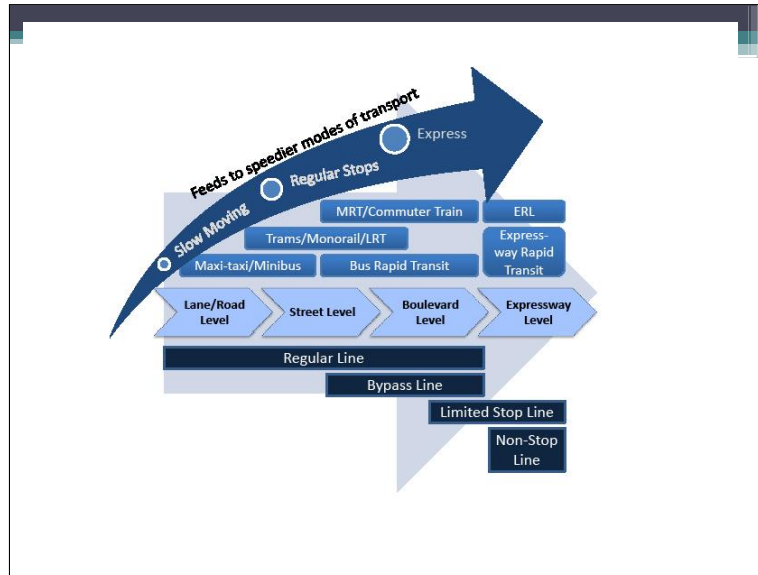 Feeds to speedier modes of transport
Express
Regular Stops
Slow Moving
MRT/Commuter Train
ERL
Trams/Monorail/LRT
Express-
way Rapid
Transit
Maxi-taxi/Minibus
Bus Rapid Transit
Lane/Road
Level
Street Level
Boulevard
Level
Expressway
Level
Regular Line
Bypass Line
Limited Stop Line
Non-Stop
Line